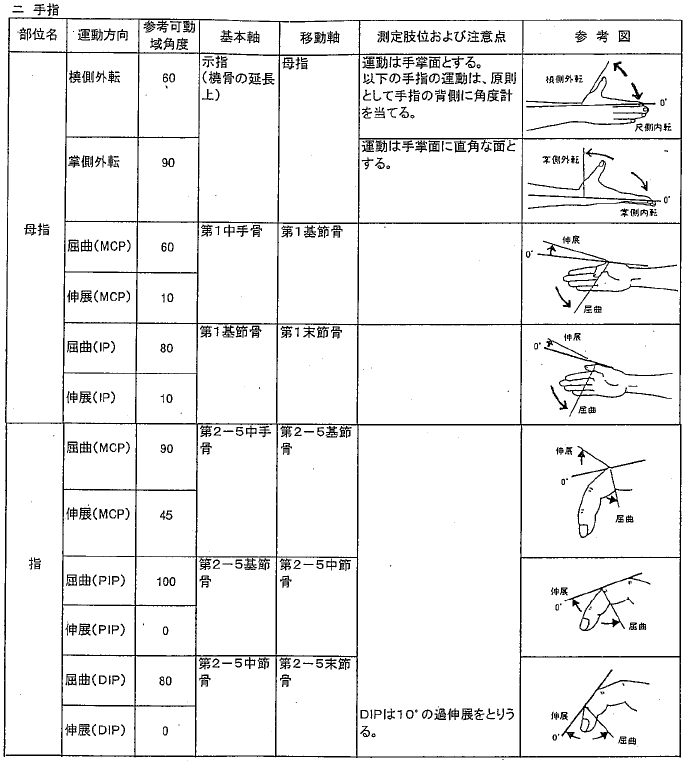 ニ 手指
部位名 運動方向 参考可動域角度 基本軸 移動軸 測定肢位および注意点 参考図
母指
橈側外転 60
示指
(橈骨の延長
上)
母指
運動は手掌面とする。
以下の手指の運動は、原則
として手指の背側に角度計
を当てる。
橈側外転
0°
尺側内転
掌側外転 90
運動は手掌面に直角な面と
する。
掌側外転
0°
掌側内転
屈曲(MCP) 60
第1中手骨 第1基節骨
伸展
0°
屈曲
伸展(MCP) 10
屈曲(IP) 80
第1基節骨 第1末節骨
伸展
0°
屈曲
伸展(IP) 10
指
屈曲(MCP) 90
第2-5中手
骨
第2-5基節
骨
伸展
0°
屈曲
伸展(MCP) 45
屈曲(PIP) 100
第2-5基節
骨
第2-5中節
骨
伸展
0°
屈曲
伸展(PIP) 0
屈曲(DIP) 80
第2-5中節
骨
第2-5末節
骨
DIPは10°の過伸展をとりう
る。
伸展
0°
屈曲
伸展(DIP) 0